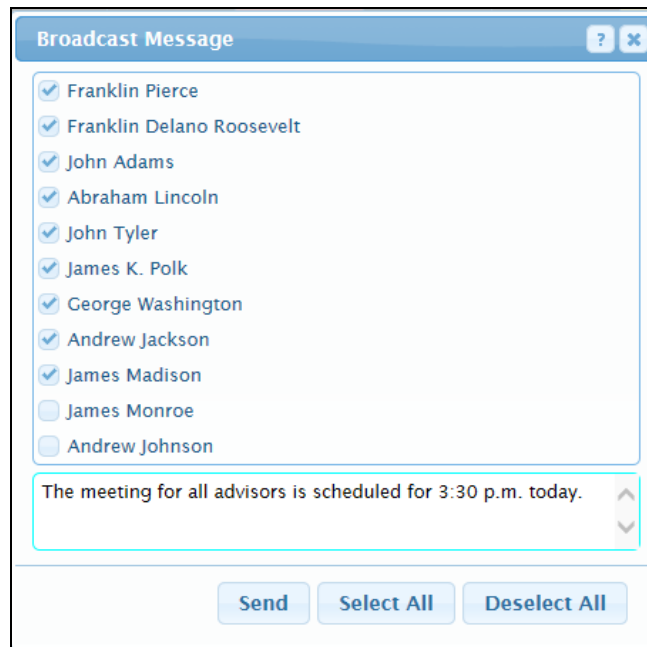 Broadcast Message ?
Franklin Pierce
Franklin Delano Roosevelt
John Adams
Abraham Lincoln
John Tyler
James K. Polk
George Washington
Andrew Jackson
James Madison
James Monroe
Andrew Johnson
The meeting for all advisors is scheduled for 3:30 p.m. today.
Send Select All Deselect All